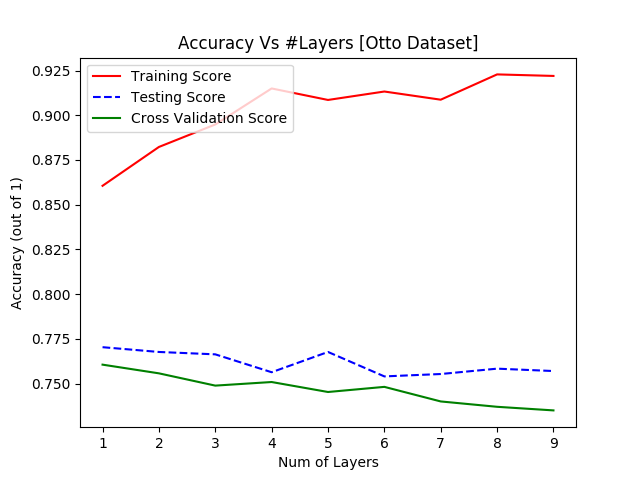 Accuracy Vs #Layers [Otto Dataset]
Training Score
Testing Score
Cross Validation Score
0.925
0.900
0.875
0.850
0.825
0.800
0.775
0.750
Accuracy (out of 1)
1 2 3 4 5 6 7 8 9
Num of Layers